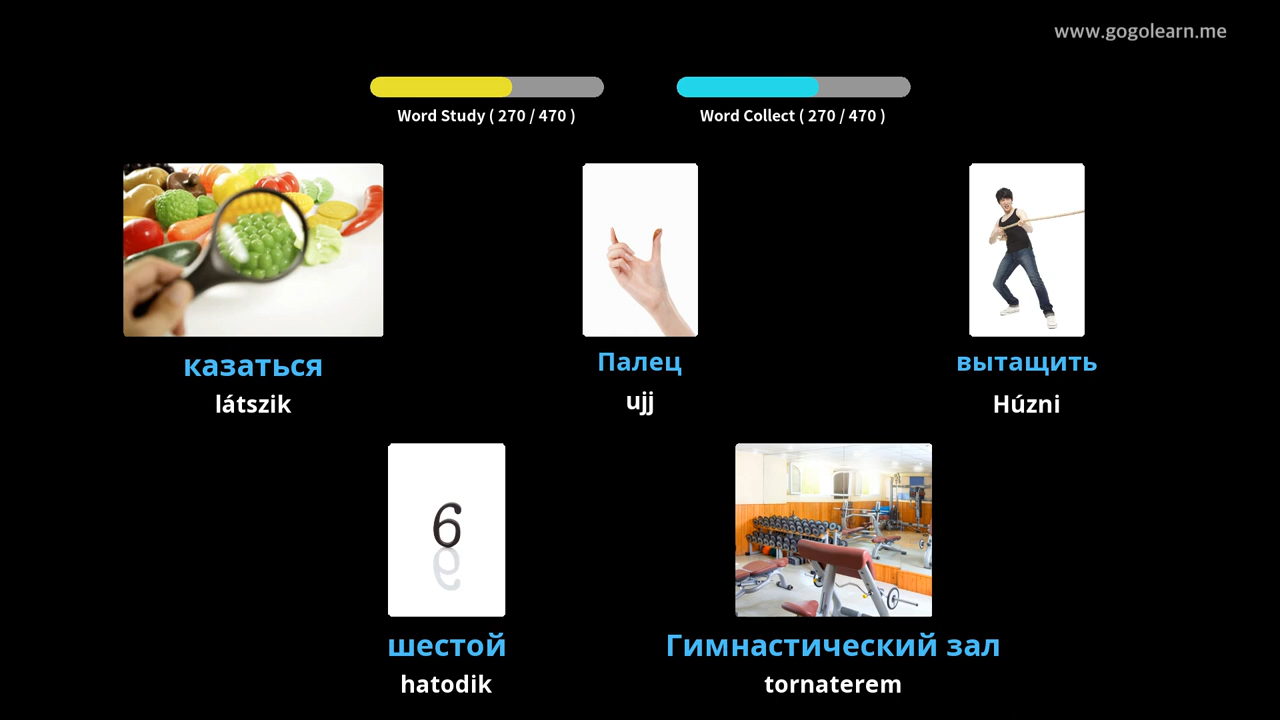 www.gogolearn.me
Word Study ( 270 / 470 )
Word Collect ( 270 / 470 )
казаться
látszik
Палец
ujj
вытащить
Húzni
6
шестой
hatodik
Гимнастический зал
tornaterem